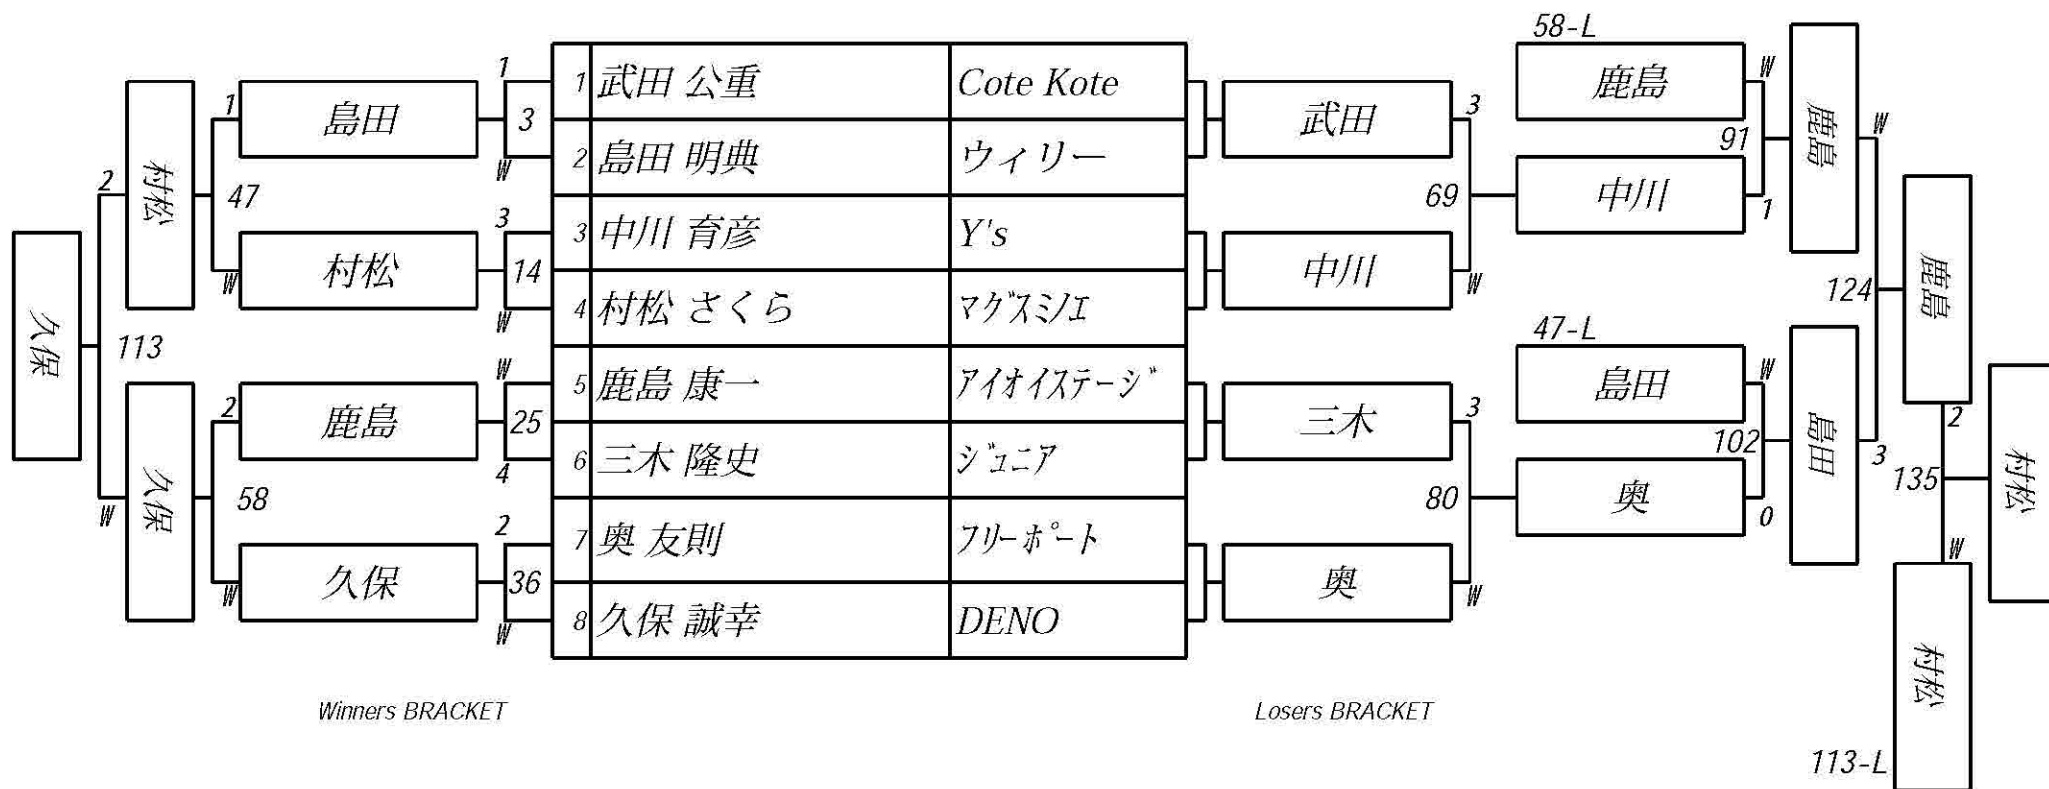 久保
2
113
W
村松
久保
1
47
W
2
58
W
島田
村松
鹿島
久保
1
3
W
3
14
W
W
25
4
2
36
W
1 武田 公重 Cote Kote
2 島田 明典 ウィリー
3 中川 育彦 Y's
4 村松 さくら マグスミノエ
5 鹿島 康一 アイオイステージ
6 三木 隆史 ジュニア
7 奥 友則 フリーポート
8 久保 誠幸 DENO
武田
中川
三木
奥
3
69
W
3
80
W
58-L
鹿島
中川
47-L
島田
奥
W
91
1
W
102
0
鹿島
島田
W
124
3
鹿島
2
135
W
村松
113-L
村松
Winners BRACKET
Losers BRACKET